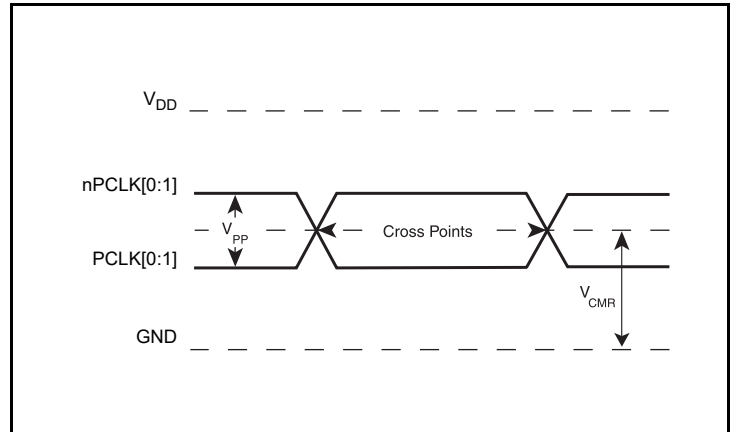 VDD
nPCLK[0:1]
VPP
Cross Points
PCLK[0:1]
VCMR
GND